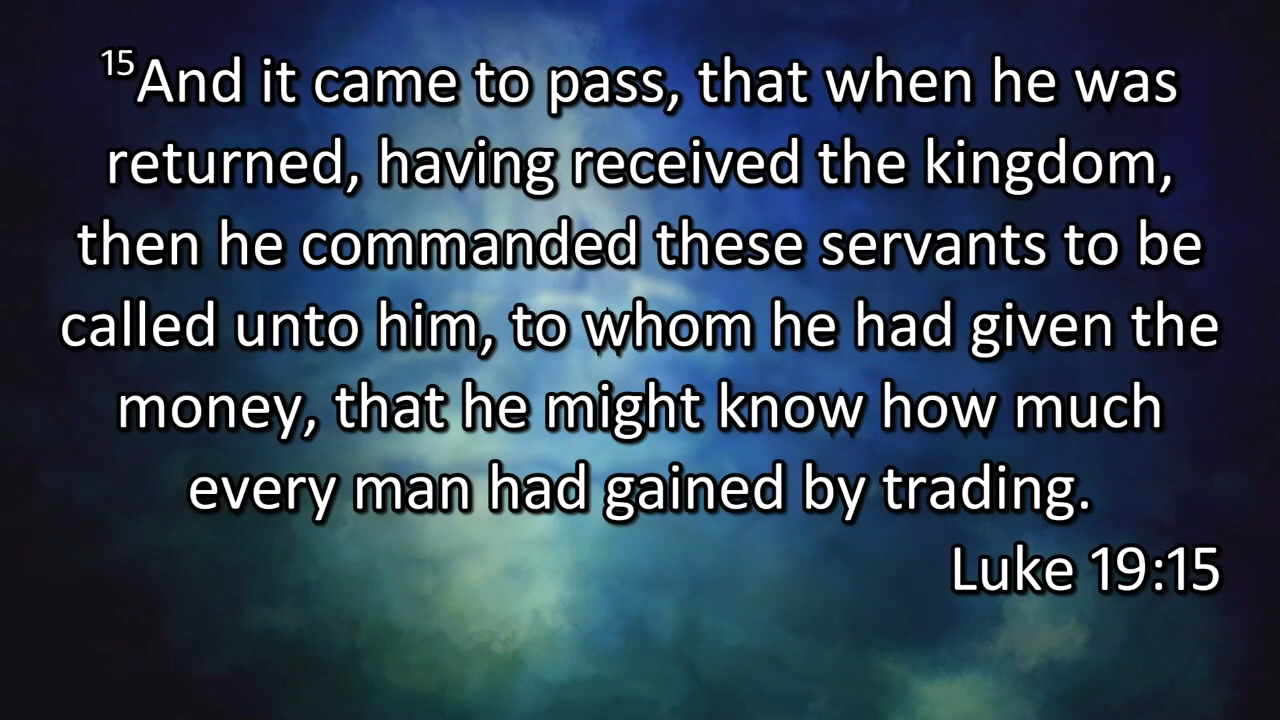 15And it came to pass, that when he was
returned, having received the kingdom,
then he commanded these servants to be
called unto him, to whom he had given the
money, that he might know how much
every man had gained by trading.
Luke 19:15